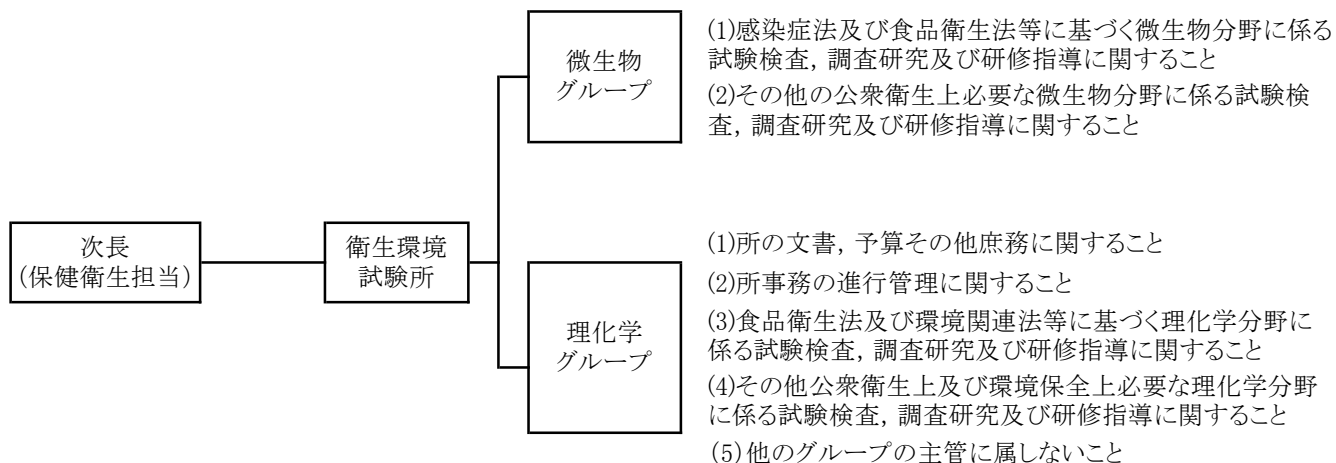 次長
(保健衛生担当)
衛生環境
試験所
微生物
グループ
(1)感染症法及び食品衛生法等に基づく微生物分野に係る
試験検査, 調査研究及び研修指導に関すること
(2)その他の公衆衛生上必要な微生物分野に係る試験検
査, 調査研究及び研修指導に関すること
理化学
グループ
(1)所の文書, 予算その他庶務に関すること
(2)所事務の進行管理に関すること
(3)食品衛生法及び環境関連法等に基づく理化学分野に
係る試験検査, 調査研究及び研修指導に関すること
(4)その他公衆衛生上及び環境保全上必要な理化学分野
に係る試験検査, 調査研究及び研修指導に関すること
(5)他のグループの主管に属しないこと